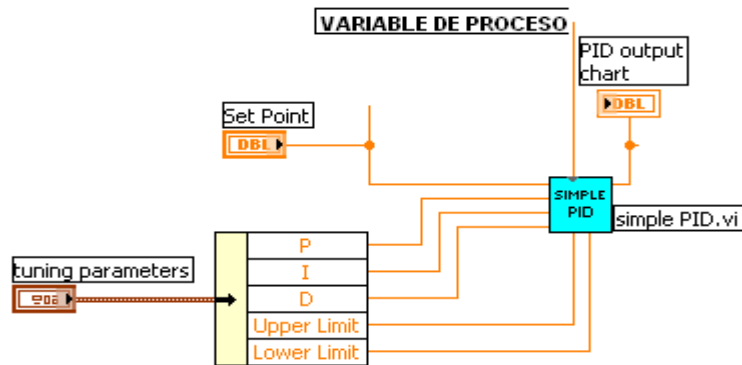 VARIABLE DE PROCESO
PID output
chart
DBL
Set Point
DBL
SIMPLE
PID
simple PID.vi
tuning parameters
P
I
D
Upper Limit
Lower Limit